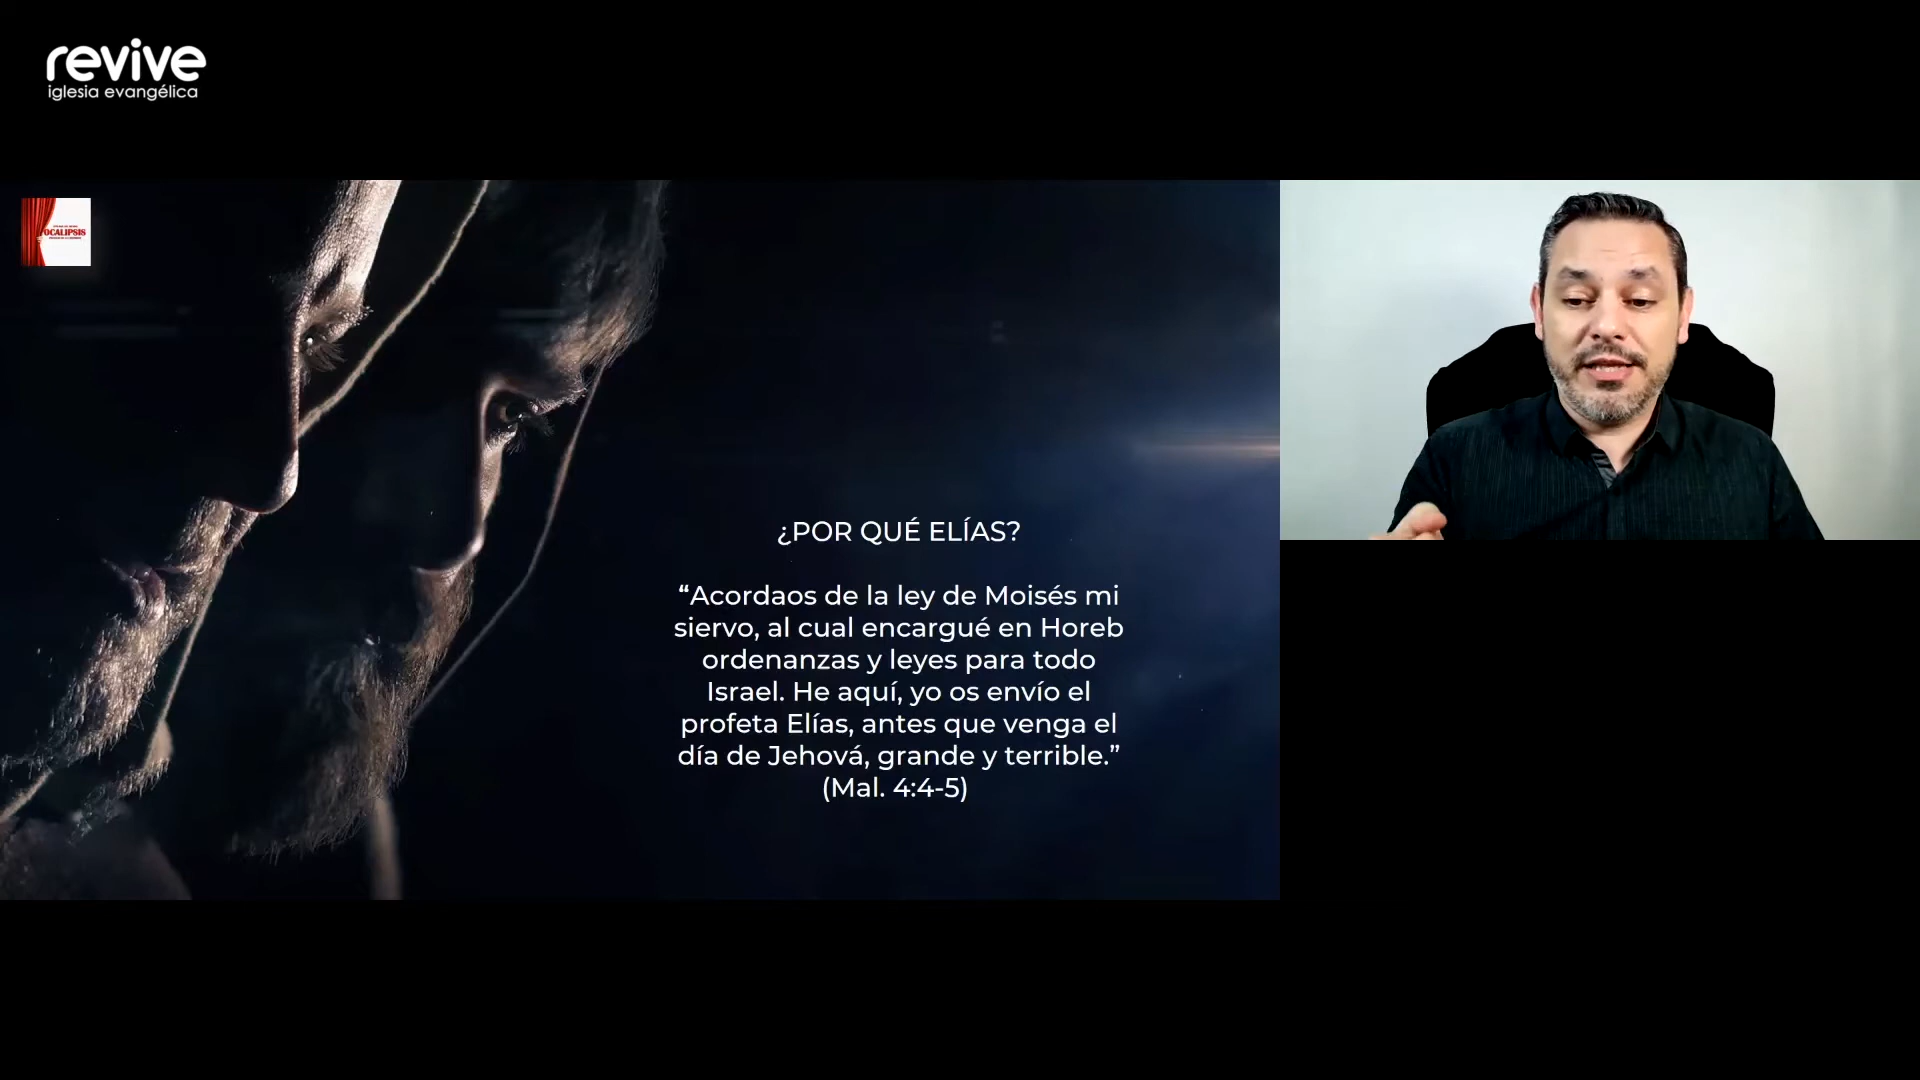 revive
iglesia evangélica
OCALIPSIS
¿POR QUÉ ELÍAS?
“Acordaos de la ley de Moisés mi
siervo, al cual encargué en Horeb
ordenanzas y leyes para todo
Israel. He aquí, yo os envío el
profeta Elías, antes que venga el
día de Jehová, grande y terrible.”
(Mal. 4:4-5)